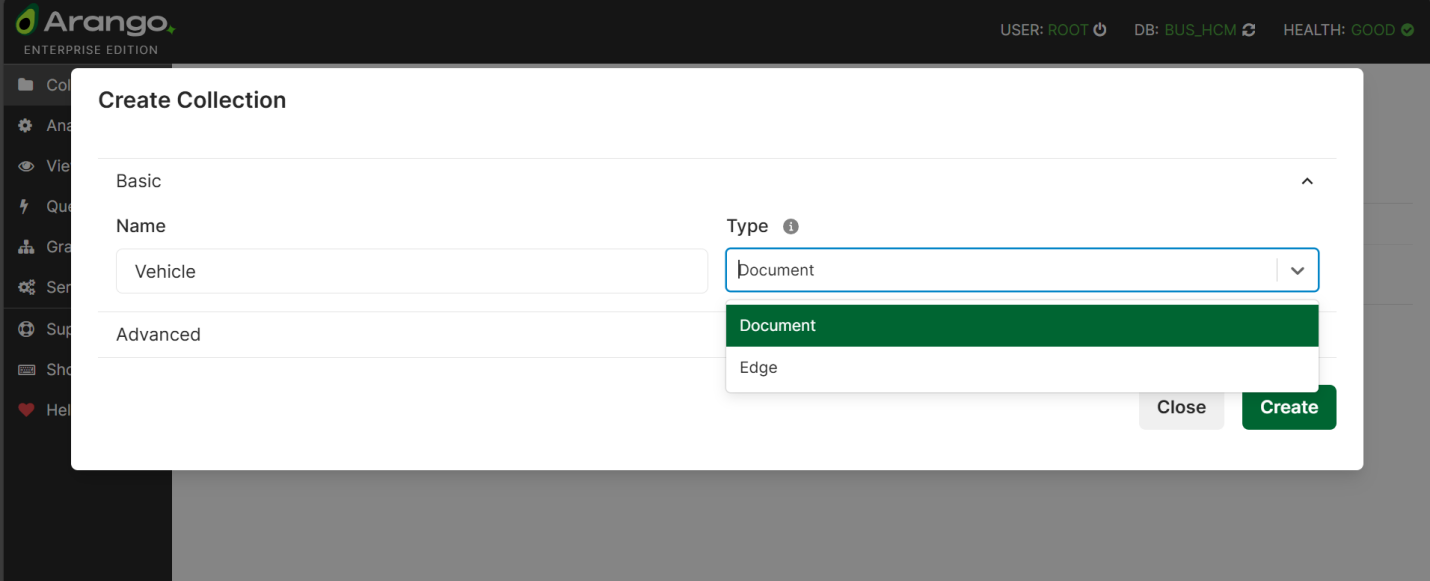 Arango
ENTERPRISE EDITION
USER: ROOT DB: BUS_HCM HEALTH: GOOD
Create Collection
Basic
Name
Type
Vehicle
Document
Advanced
Document
Edge
Close
Create